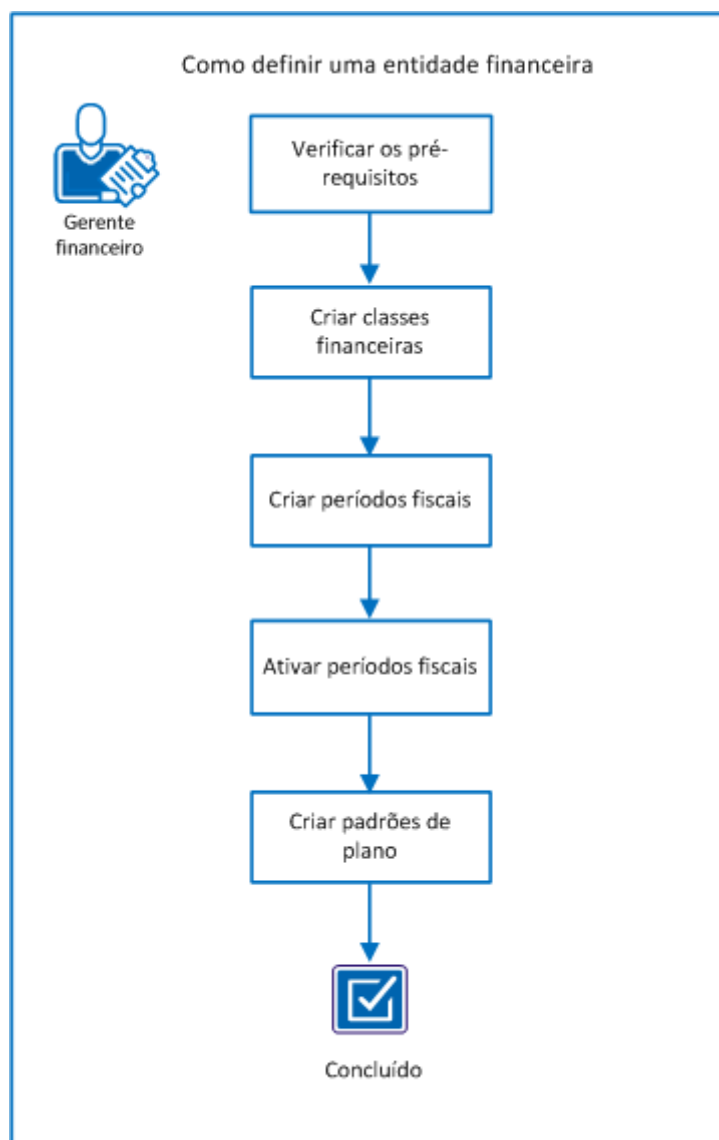 Como definir uma entidade financeira
Gerente
financeiro
Verificar os pré-
requisitos
Criar classes
financeiras
Criar períodos fiscais
Ativar períodos fiscais
Criar padrões de
plano
Concluído